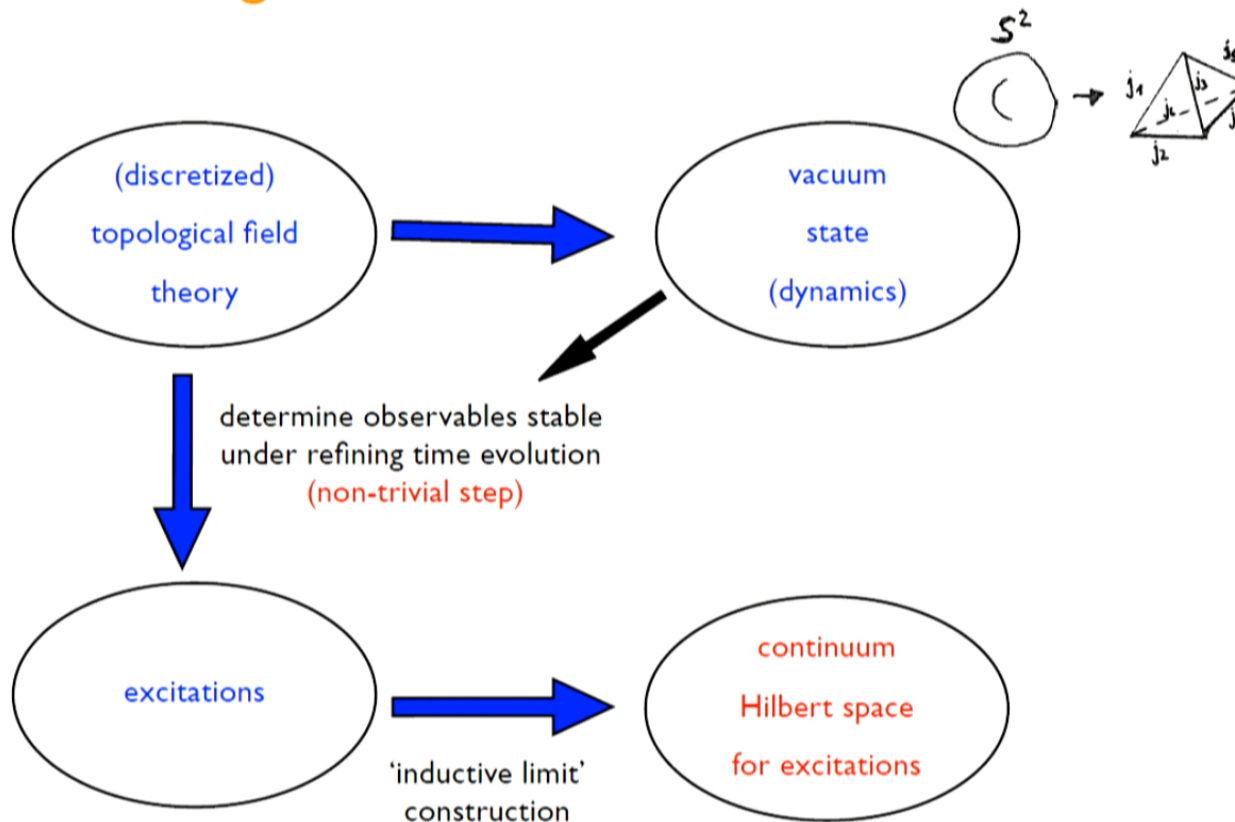 S²
j₁
j₃
j₂
(discretized)
topological field
theory
vacuum
state
(dynamics)
determine observables stable
under refining time evolution
(non-trivial step)
excitations
continuum
Hilbert space
for excitations
‘inductive limit’
construction